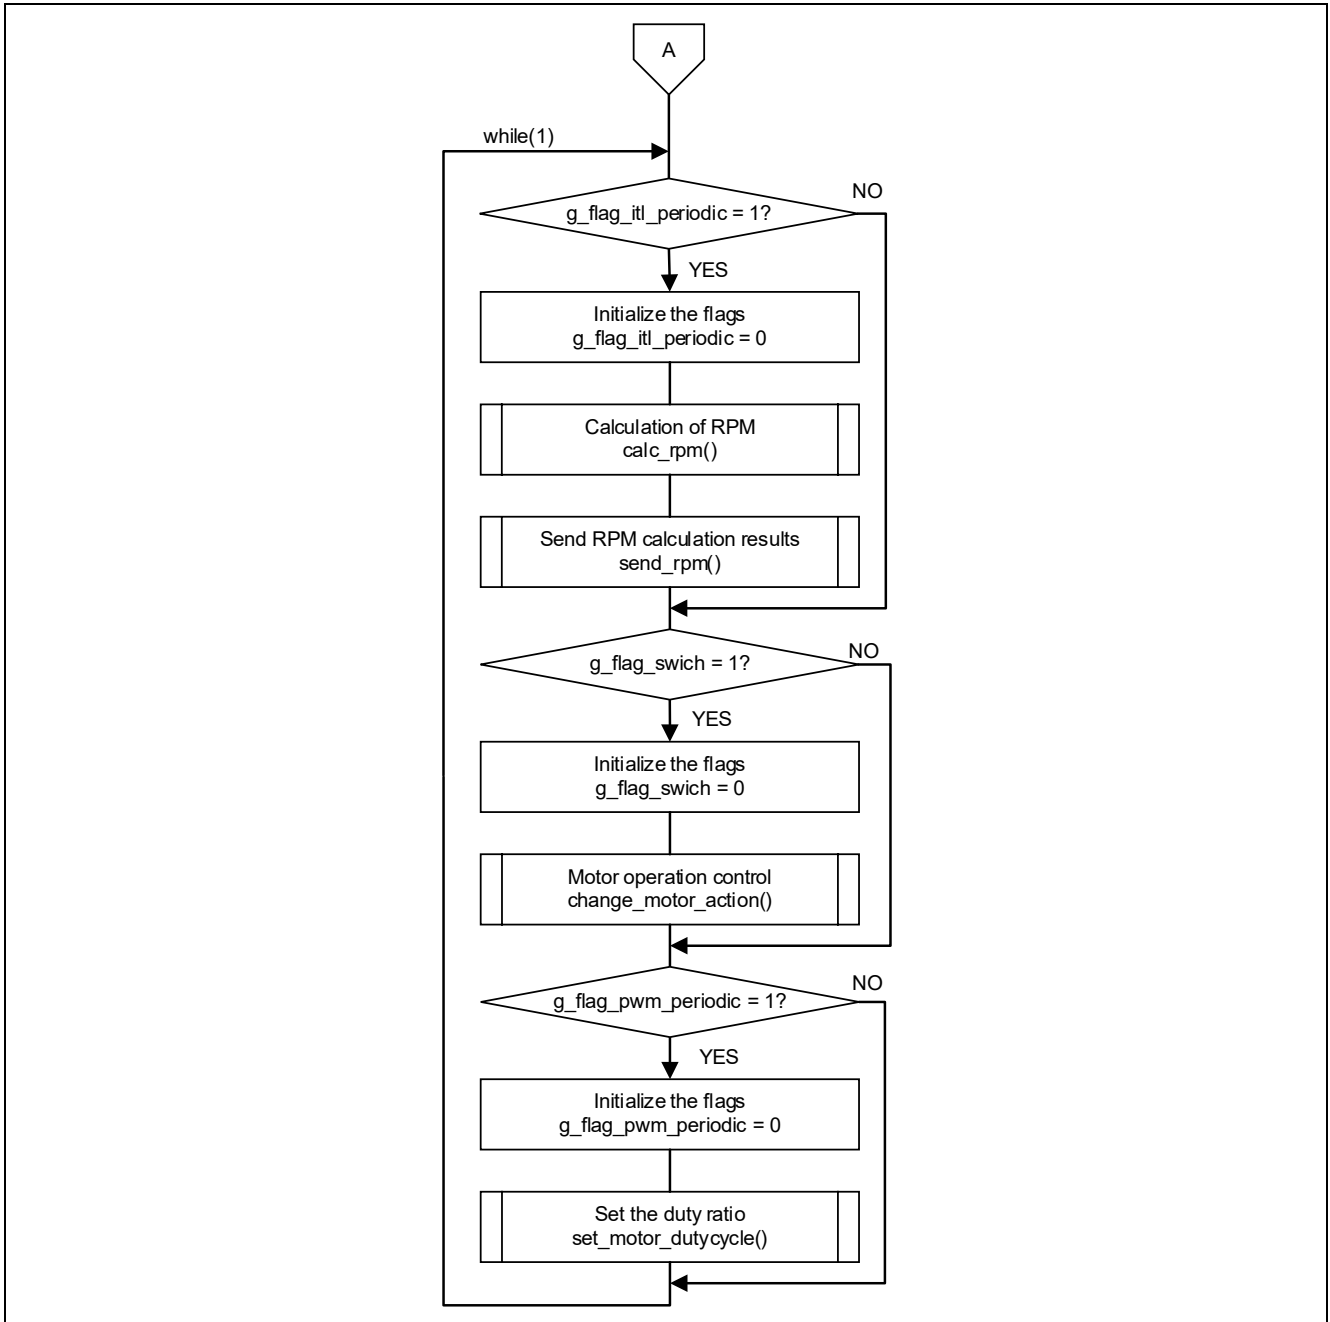 A
while(1)
NO
g_flag_itl_periodic = 1?
YES
Initialize the flags
g_flag_itl_periodic = 0
Calculation of RPM
calc_rpm()
Send RPM calculation results
send_rpm()
NO
g_flag_swich = 1?
YES
Initialize the flags
g_flag_swich = 0
Motor operation control
change_motor_action()
NO
g_flag_pwm_periodic = 1?
YES
Initialize the flags
g_flag_pwm_periodic = 0
Set the duty ratio
set_motor_dutycycle()